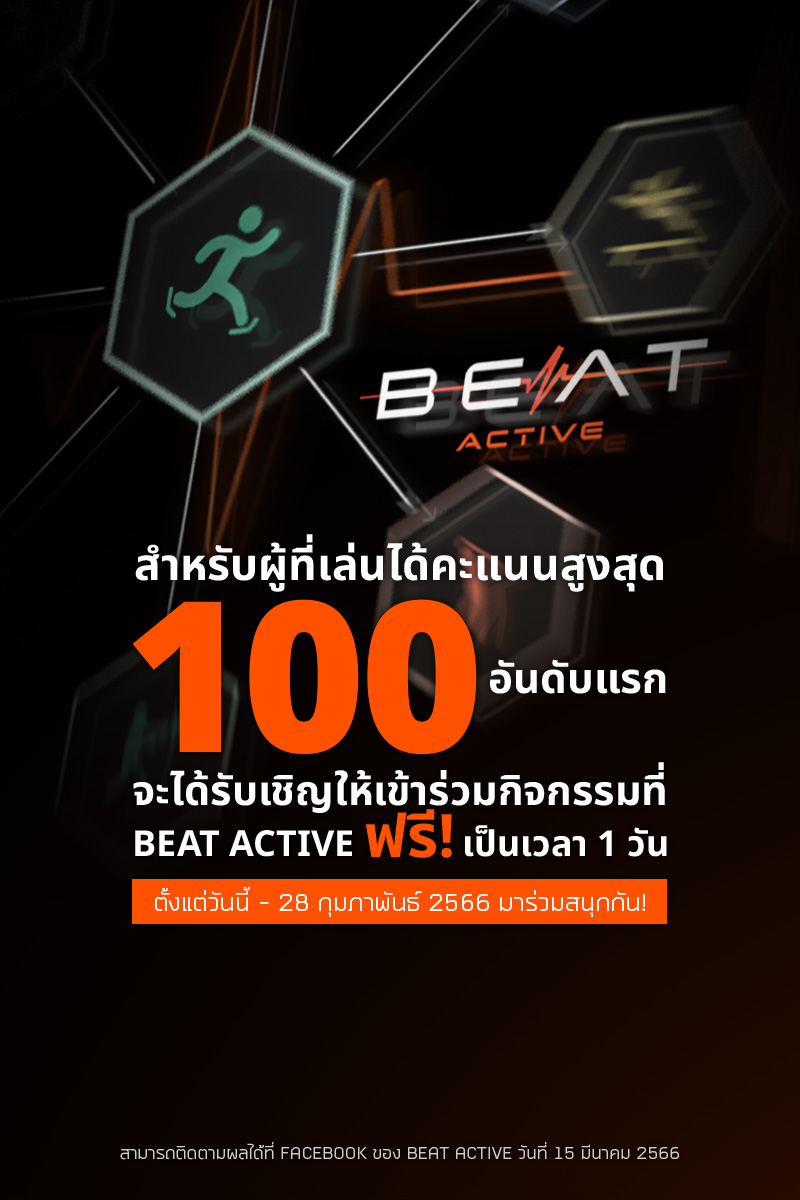 BEAT
ACTIVE
สำหรับผู้ที่เล่นได้คะแนนสูงสุด
100 อันดับแรก
จะได้รับเชิญให้เข้าร่วมกิจกรรมที่
BEAT ACTIVE ฟรี! เป็นเวลา 1 วัน
ตั้งแต่วันนี้ - 28 กุมภาพันธ์ 2566 มาร่วมสนุกกัน!
สามารถติดตามผลได้ที่ FACEBOOK ของ BEAT ACTIVE วันที่ 15 มีนาคม 2566